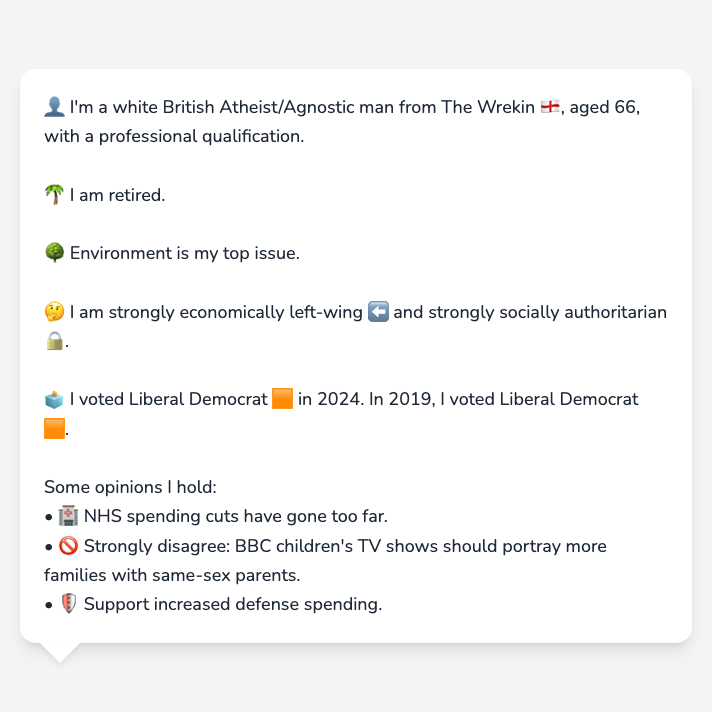 👤 I'm a white British Atheist/Agnostic man from The Wrekin 🏴󠁧󠁢󠁥󠁮󠁧󠁿, aged 66,
with a professional qualification.
🌴 I am retired.
🌳 Environment is my top issue.
🤔 I am strongly economically left-wing ⬅️ and strongly socially authoritarian
🔒.
🗳️ I voted Liberal Democrat 🟧 in 2024. In 2019, I voted Liberal Democrat
🟧.
Some opinions I hold:
• 🏥 NHS spending cuts have gone too far.
• 🚫 Strongly disagree: BBC children's TV shows should portray more
families with same-sex parents.
• 🛡️ Support increased defense spending.